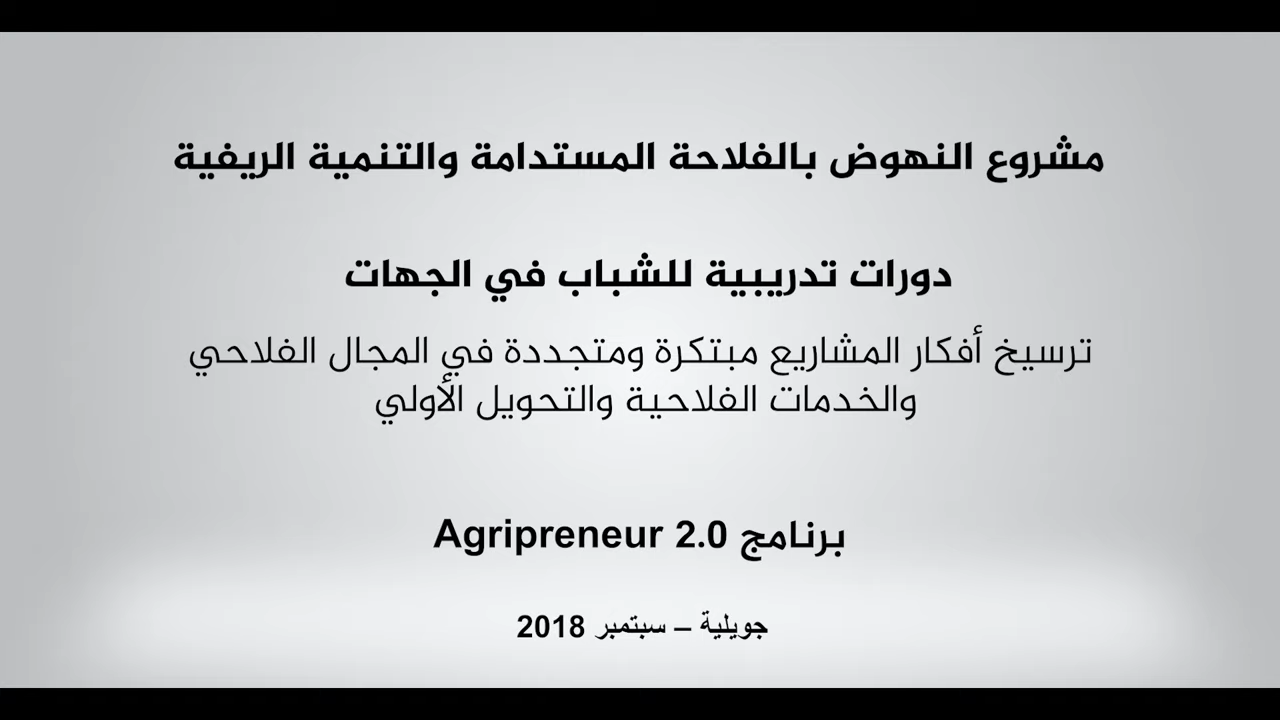 مشروع النهوض بالفلاحة المستدامة والتنمية الريفية
دورات تدريبية للشباب في الجهات
ترسيخ أفكار المشاريع مبتكرة ومتجددة في المجال الفلاحي
والخدمات الفلاحية والتحويل الأولي
برنامج Agripreneur 2.0
جويلية – سبتمبر 2018